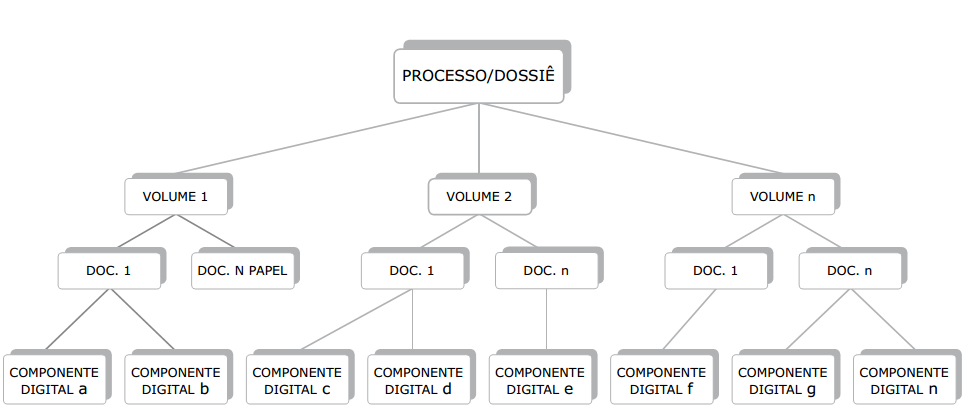 PROCESSO/DOSSIÊ
VOLUME 1
VOLUME 2
VOLUME n
DOC. 1
DOC. N PAPEL
DOC. 1
DOC. n
DOC. 1
DOC. n
COMPONENTE
DIGITAL a
COMPONENTE
DIGITAL b
COMPONENTE
DIGITAL c
COMPONENTE
DIGITAL d
COMPONENTE
DIGITAL e
COMPONENTE
DIGITAL f
COMPONENTE
DIGITAL g
COMPONENTE
DIGITAL n